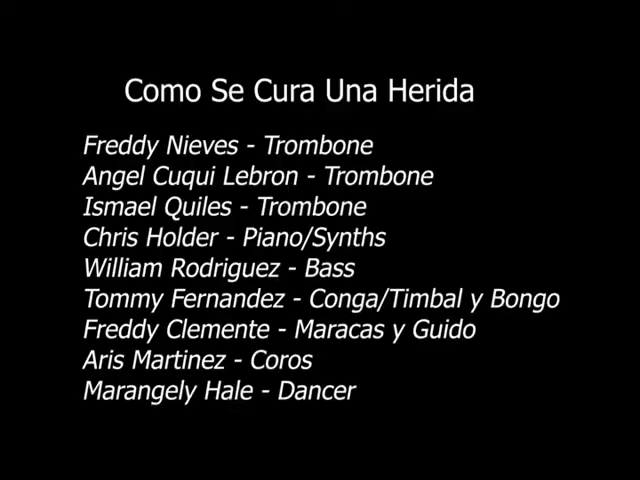 Como Se Cura Una Herida
Freddy Nieves - Trombone
Angel Cuqui Lebron - Trombone
Ismael Quiles - Trombone
Chris Holder - Piano/Synths
William Rodriguez - Bass
Tommy Fernandez - Conga/Timbal y Bongo
Freddy Clemente - Maracas y Guido
Aris Martinez - Coros
Marangely Hale - Dancer